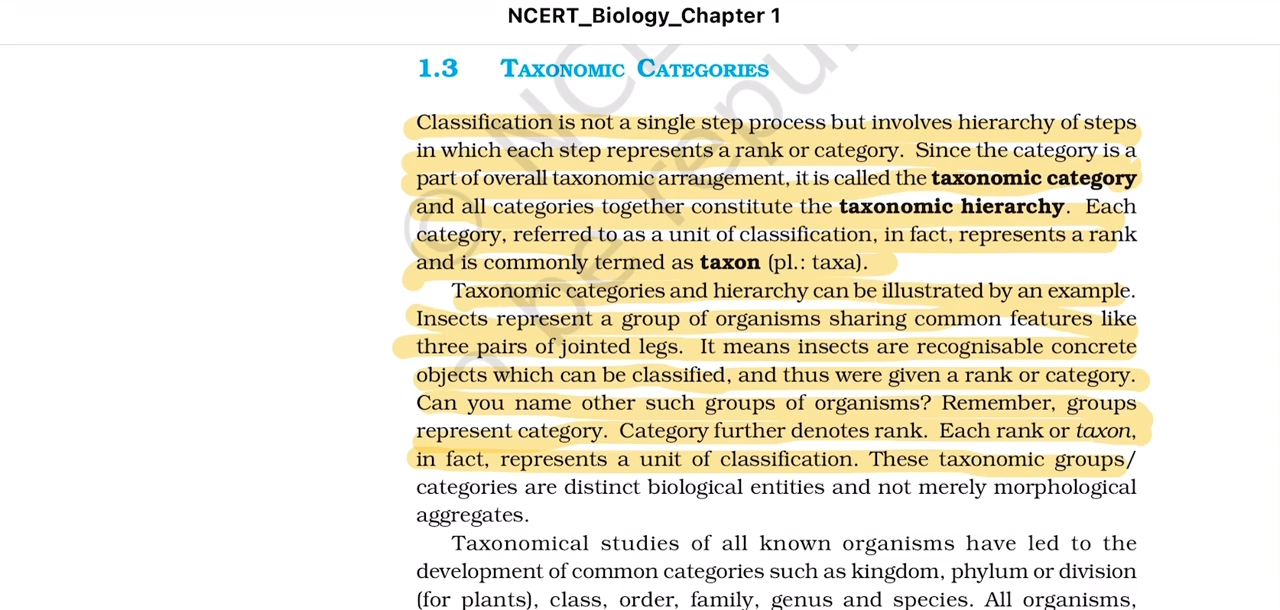 NCERT_Biology_Chapter 1
1.3 TAXONOMIC CATEGORIES
Classification is not a single step process but involves hierarchy of steps
in which each step represents a rank or category. Since the category is a
part of overall taxonomic arrangement, it is called the taxonomic category
and all categories together constitute the taxonomic hierarchy. Each
category, referred to as a unit of classification, in fact, represents a rank
and is commonly termed as taxon (pl.: taxa).
Taxonomic categories and hierarchy can be illustrated by an example.
Insects represent a group of organisms sharing common features like
three pairs of jointed legs. It means insects are recognisable concrete
objects which can be classified, and thus were given a rank or category.
Can you name other such groups of organisms? Remember, groups
represent category. Category further denotes rank. Each rank or taxon,
in fact, represents a unit of classification. These taxonomic groups/
categories are distinct biological entities and not merely morphological
aggregates.
Taxonomical studies of all known organisms have led to the
development of common categories such as kingdom, phylum or division
(for plants), class, order, family, genus and species. All organisms,